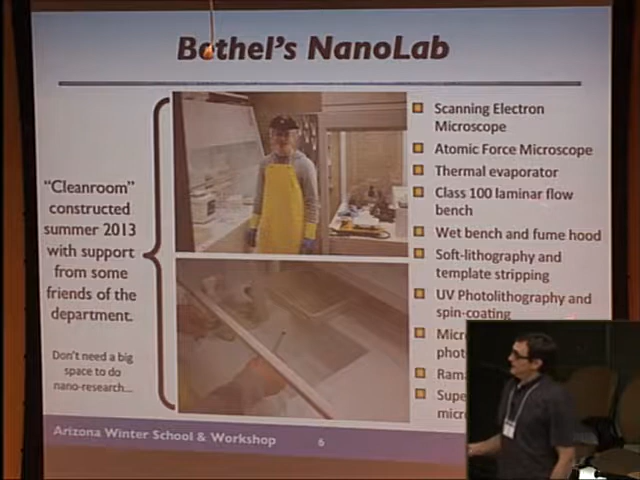 Bethel's NanoLab
"Cleanroom"
constructed
summer 2013
with support
from some
friends of the
department.
Don't need a big
space to do
nano-research...
Scanning Electron
Microscope
Atomic Force Microscope
Thermal evaporator
Class 100 laminar flow
bench
Wet bench and fume hood
Soft-lithography and
template stripping
UV Photolithography and
spin-coating
Arizona Winter School & Workshop
6